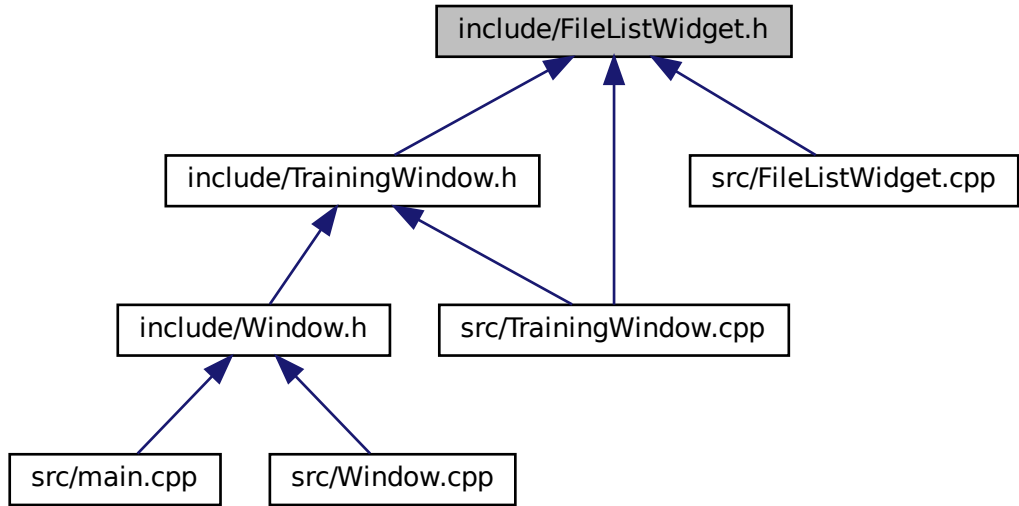 include/FileListWidget.h
include/TrainingWindow.h
src/FileListWidget.cpp
include/Window.h
src/TrainingWindow.cpp
src/main.cpp
src/Window.cpp